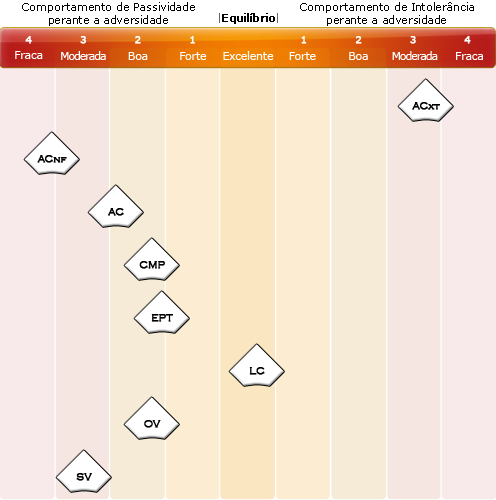 Comportamento de Passividade
perante a adversidade
|Equilíbrio|
Comportamento de Intolerância
perante a adversidade
4 3 2 1 1 2 3 4
Fraca Moderada Boa Forte Excelente Forte Boa Moderada Fraca
ACXT
ACNF
AC
CMP
EPT
LC
OV
SV